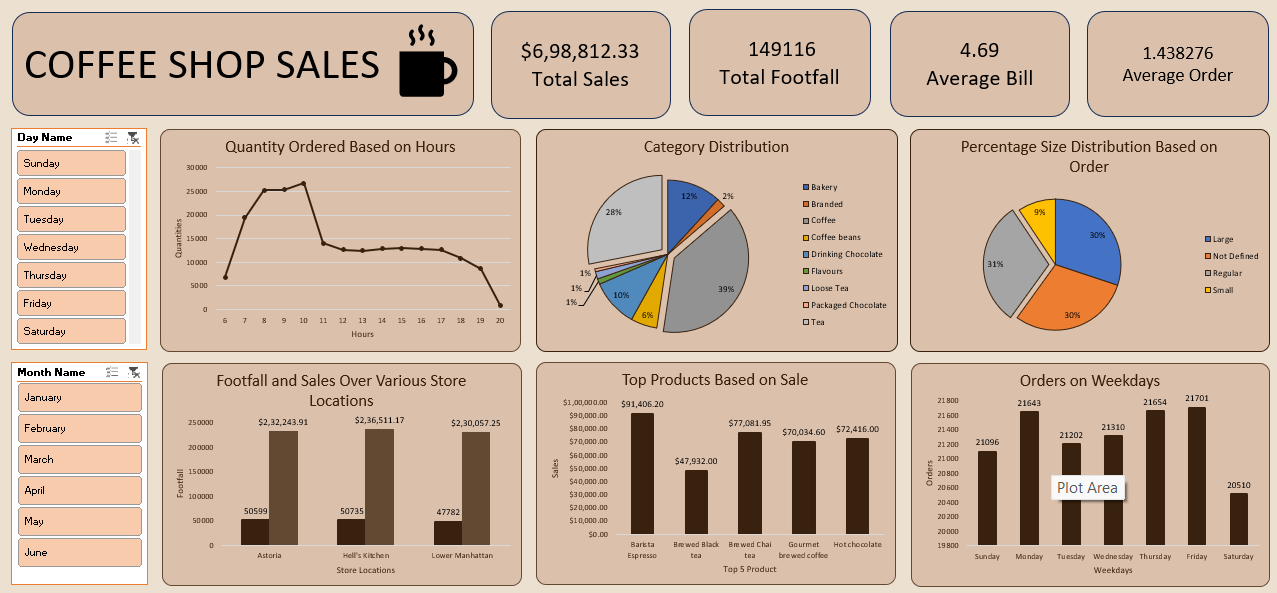 COFFEE SHOP SALES
$6,98,812.33
Total Sales
149116
Total Footfall
4.69
Average Bill
1.438276
Average Order
Day Name
Sunday
Monday
Tuesday
Wednesday
Thursday
Friday
Saturday
Quantity Ordered Based on Hours
Quantities
30000
25000
20000
15000
10000
5000
0
6 7 8 9 10 11 12 13 14 15 16 17 18 19 20
Hours
Category Distribution
12%
2%
39%
6%
10%
1%
1%
1%
28%
Bakery
Branded
Coffee
Coffee beans
Drinking Chocolate
Flavours
Loose Tea
Packaged Chocolate
Tea
Percentage Size Distribution Based on
Order
30%
30%
31%
9%
Large
Not Defined
Regular
Small
Month Name
January
February
March
April
May
June
Footfall and Sales Over Various Store
Locations
Footfall
250000
200000
150000
100000
50000
0
50599 $2,32,243.91
50735 $2,36,511.17
47782 $2,30,057.25
Astoria Hell's Kitchen Lower Manhattan
Store Locations
Top Products Based on Sale
Sales
$1,00,000.00
$90,000.00
$80,000.00
$70,000.00
$60,000.00
$50,000.00
$40,000.00
$30,000.00
$20,000.00
$10,000.00
$0.00
$91,406.20
$47,932.00
$77,081.95
$70,034.60
$72,416.00
Barista Espresso
Brewed Black tea
Brewed Chai tea
Gourmet brewed coffee
Hot chocolate
Top 5 Product
Orders on Weekdays
Orders
21800
21600
21400
21200
21000
20800
20600
20400
20200
20000
19800
21096
21643
21202
21310
21654
21701
20510
Plot Area
Sunday Monday Tuesday Wednesday Thursday Friday Saturday
Weekdays